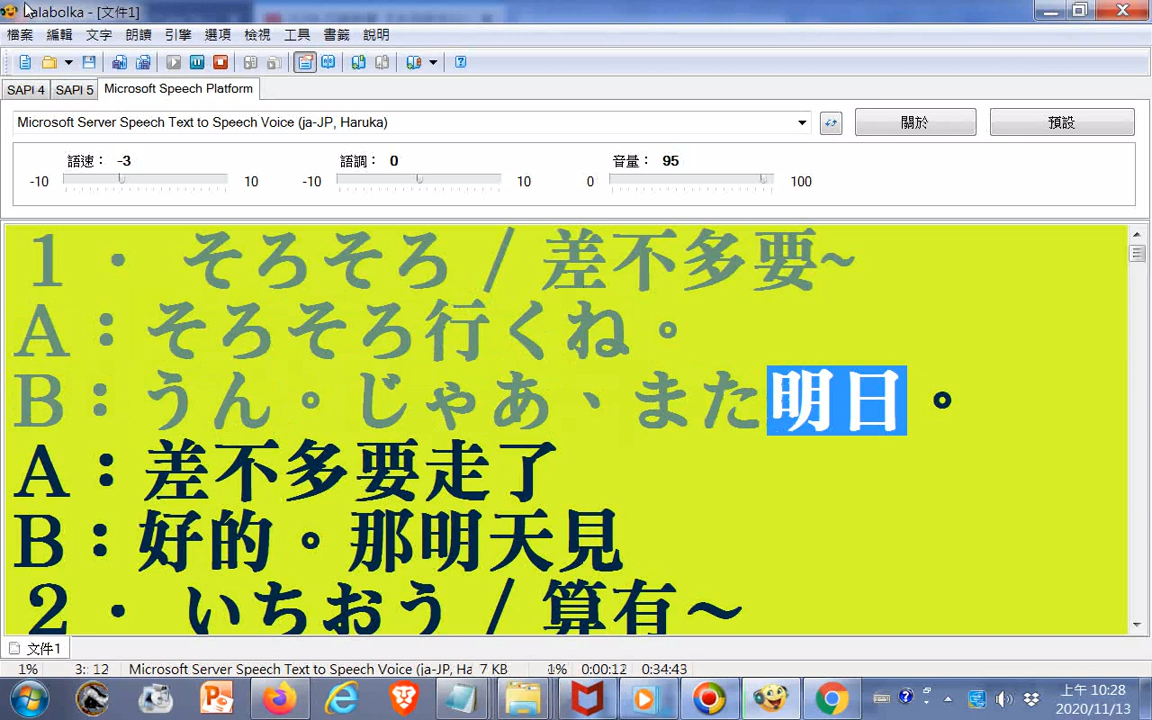 Balabolka - [文件1]
檔案 編輯 文字 朗讀 引擎 選項 檢視 工具 書籤 說明
SAPI 4 SAPI 5 Microsoft Speech Platform
Microsoft Server Speech Text to Speech Voice (ja-JP, Haruka) 關於 預設
語速： -3 語調： 0 音量： 95
-10 10 -10 10 0 100
1． そろそろ / 差不多要~
A：そろそろ行くね。
B：うん。じゃあ、また明日。
A：差不多要走了
B：好的。那明天見
2． いちおう / 算有～
文件1
1% 3: 12 Microsoft Server Speech Text to Speech Voice (ja-JP, Ha 7 KB 1% 0:00:12 0:34:43
上午 10:28
2020/11/13